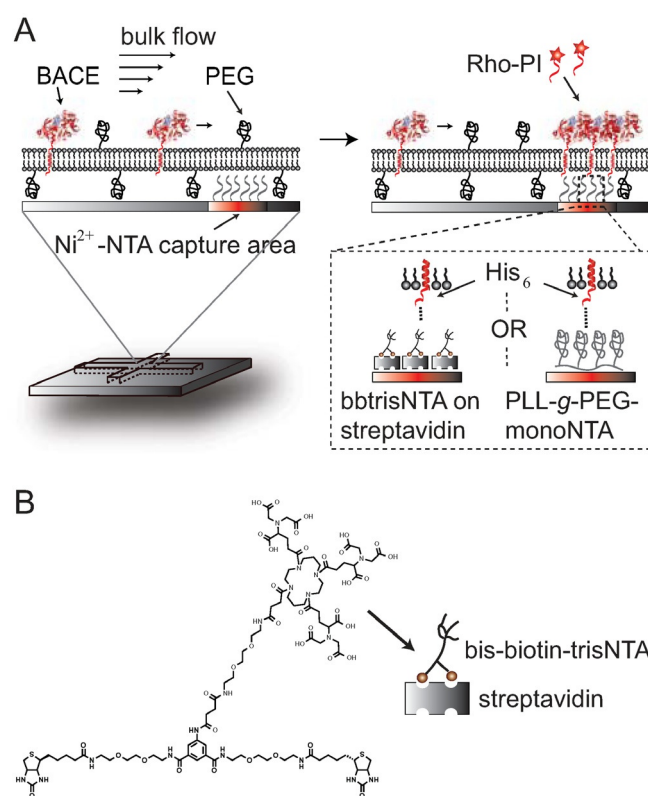 A
bulk flow
BACE
PEG
Rho-PI
Ni²⁺-NTA capture area
His₆
OR
bbtrisNTA on
streptavidin
PLL-g-PEG-
monoNTA
B
bis-biotin-trisNTA
streptavidin